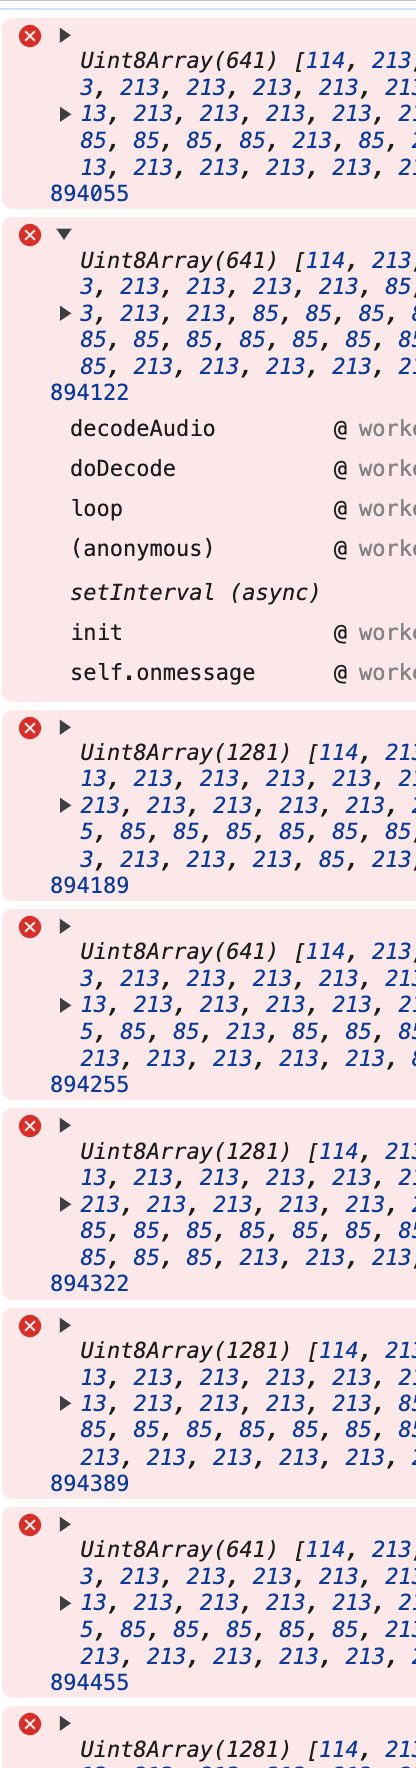 Uint8Array(641) [114, 213,
3, 213, 213, 213, 213, 213
13, 213, 213, 213, 213, 21
85, 85, 85, 85, 213, 85, 2
13, 213, 213, 213, 213, 21
894055
Uint8Array(641) [114, 213,
3, 213, 213, 213, 213, 85,
3, 213, 213, 85, 85, 85, 8
85, 85, 85, 85, 85, 85, 85
85, 213, 213, 213, 213, 21
894122
decodeAudio @ worke
doDecode @ worke
loop @ worke
(anonymous) @ worke
setInterval (async)
init @ worke
self.onmessage @ worke
Uint8Array(1281) [114, 213
13, 213, 213, 213, 213, 21
213, 213, 213, 213, 213, 2
5, 85, 85, 85, 85, 85, 85,
3, 213, 213, 213, 85, 213,
894189
Uint8Array(641) [114, 213,
3, 213, 213, 213, 213, 213
13, 213, 213, 213, 213, 21
5, 85, 85, 213, 85, 85, 85
213, 213, 213, 213, 213, 8
894255
Uint8Array(1281) [114, 213
13, 213, 213, 213, 213, 21
213, 213, 213, 213, 213, 2
85, 85, 85, 85, 85, 85, 85
85, 85, 85, 213, 213, 213,
894322
Uint8Array(1281) [114, 213
13, 213, 213, 213, 213, 21
13, 213, 213, 213, 213, 85
85, 85, 85, 85, 85, 85, 85
213, 213, 213, 213, 213, 2
894389
Uint8Array(641) [114, 213,
3, 213, 213, 213, 213, 213
13, 213, 213, 213, 213, 21
5, 85, 85, 85, 85, 85, 213
213, 213, 213, 213, 213, 2
894455
Uint8Array(1281) [114, 213